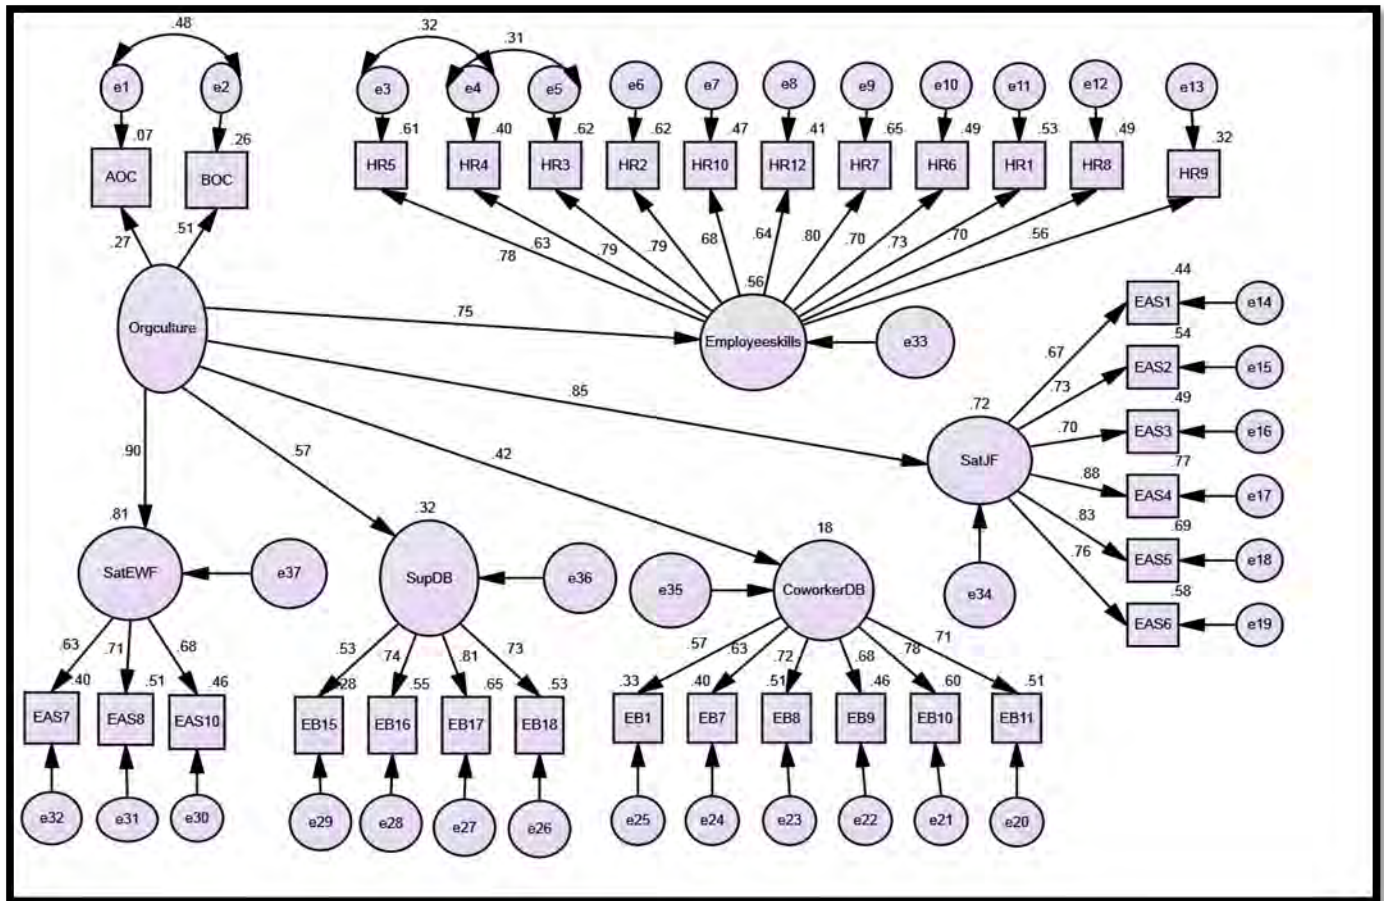 .48
.32
.31
e1
e2
e3
e4
e5
e6
e7
e8
e9
e10
e11
e12
e13
.07
.26
.61
.40
.62
.62
.47
.41
.65
.49
.53
.49
.32
AOC
BOC
HR5
HR4
HR3
HR2
HR10
HR12
HR7
HR6
HR1
HR8
HR9
.27
.51
.78
.63
.79
.79
68
.64
.80
.70
.73
.70
.56
.56
Orgculture
.75
Employeeskills
e33
.44
EAS1
e14
.54
EAS2
e15
.49
EAS3
e16
.77
EAS4
e17
.69
EAS5
e18
.58
EAS6
e19
.67
.73
.70
.88
.83
.76
.85
.72
SatJF
e34
.90
.57
.42
.81
SatEWF
e37
.32
SupDB
e36
18
CoworkerDB
e35
.63
.71
.68
.40
.51
.46
EAS7
EAS8
EAS10
e32
e31
e30
.53
.74
.81
.73
.28
.55
.65
.53
EB15
EB16
EB17
EB18
e29
e28
e27
e26
.57
.63
.72
.68
.78
.71
.33
.40
.51
.46
.60
.51
EB1
EB7
EB8
EB9
EB10
EB11
e25
e24
e23
e22
e21
e20